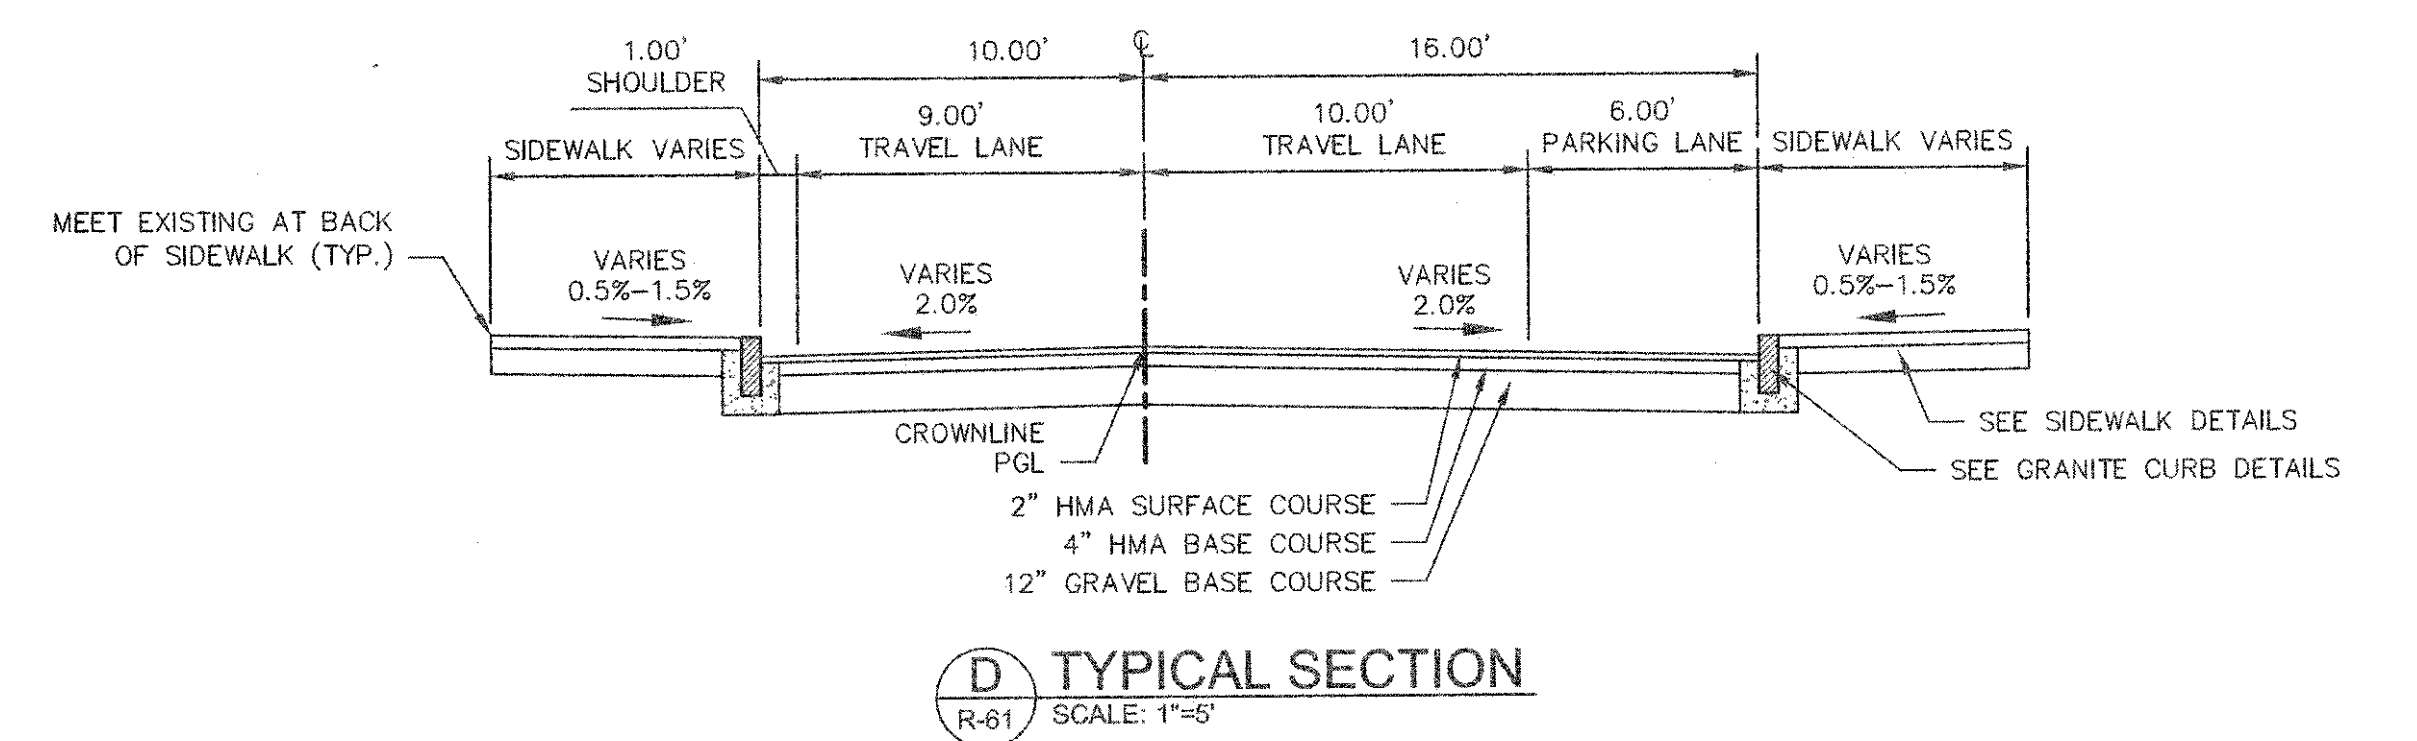 1.00'
SHOULDER
10.00'
℄
16.00'
9.00'
TRAVEL LANE
10.00'
TRAVEL LANE
6.00'
PARKING LANE
SIDEWALK VARIES
SIDEWALK VARIES
MEET EXISTING AT BACK
OF SIDEWALK (TYP.)
VARIES
0.5%-1.5%
VARIES
2.0%
VARIES
2.0%
VARIES
0.5%-1.5%
CROWNLINE
PGL
SEE SIDEWALK DETAILS
SEE GRANITE CURB DETAILS
2" HMA SURFACE COURSE
4" HMA BASE COURSE
12" GRAVEL BASE COURSE
D TYPICAL SECTION
R-61 SCALE: 1"=5'